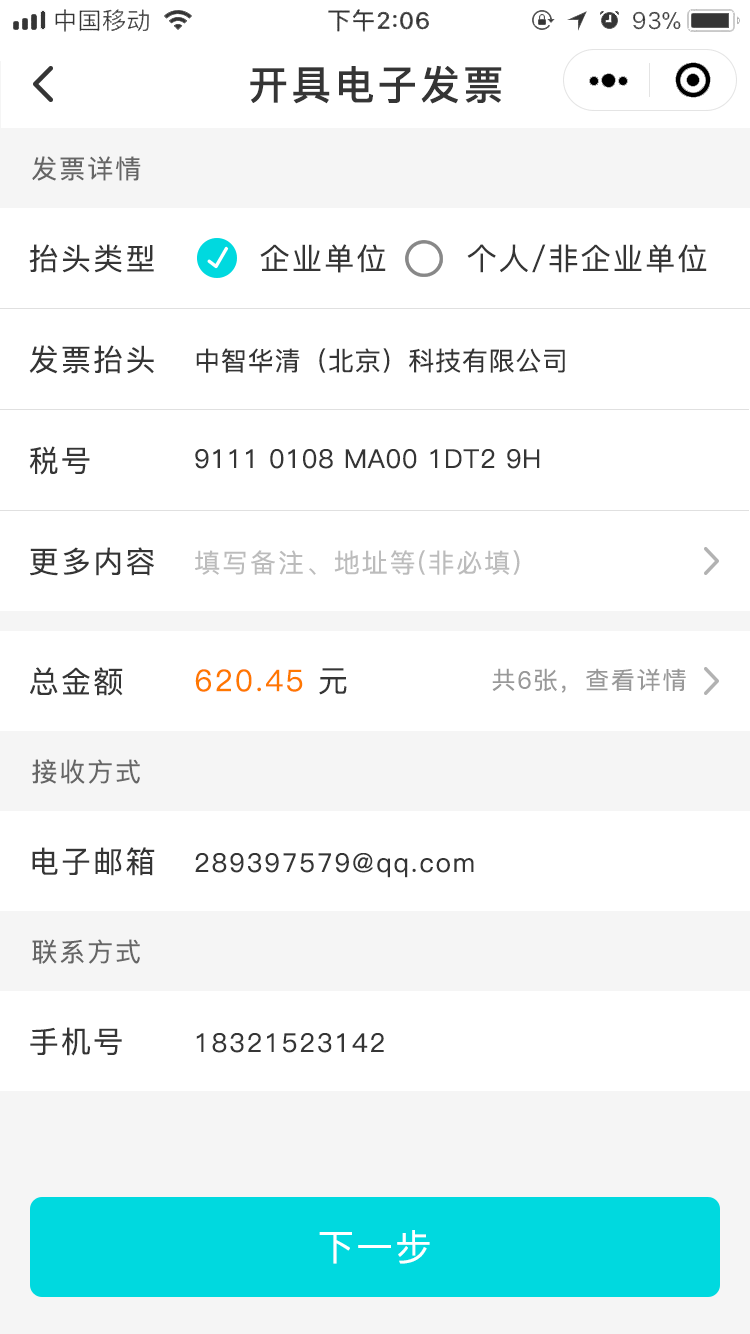 中国移动 下午2:06 93%
开具电子发票
发票详情
抬头类型 企业单位 个人/非企业单位
发票抬头 中智华清（北京）科技有限公司
税号 9111 0108 MA00 1DT2 9H
更多内容 填写备注、地址等(非必填)
总金额 620.45 元 共6张，查看详情
接收方式
电子邮箱 289397579@qq.com
联系方式
手机号 18321523142
下一步